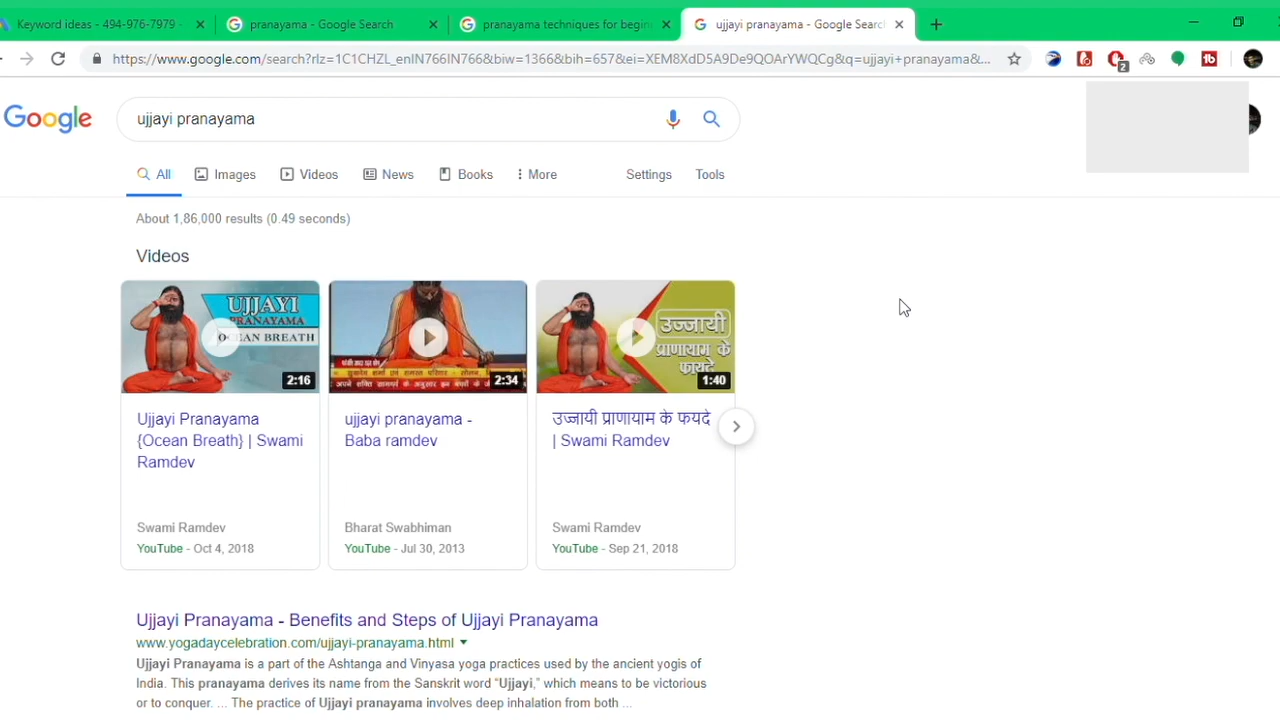 Keyword ideas - 494-976-7979 -
pranayama - Google Search
pranayama techniques for begin
ujjayi pranayama - Google Search
https://www.google.com/search?rlz=1C1CHZL_enIN766IN766&biw=1366&bih=657&ei=XEM8XdD5A9De9QOArYWQCg&q=ujjayi+pranayama&...
2
Google
ujjayi pranayama
All
Images
Videos
News
Books
More
Settings
Tools
About 1,86,000 results (0.49 seconds)
Videos
UJJAYI
PRANAYAMA
OCEAN BREATH
2:16
2:34
उज्जायी
प्राणायाम के
फायदे
1:40
Ujjayi Pranayama
{Ocean Breath} | Swami
Ramdev
Swami Ramdev
YouTube - Oct 4, 2018
ujjayi pranayama -
Baba ramdev
Bharat Swabhiman
YouTube - Jul 30, 2013
उज्जायी प्राणायाम के फयदे
| Swami Ramdev
Swami Ramdev
YouTube - Sep 21, 2018
Ujjayi Pranayama - Benefits and Steps of Ujjayi Pranayama
www.yogadaycelebration.com/ujjayi-pranayama.html
Ujjayi Pranayama is a part of the Ashtanga and Vinyasa yoga practices used by the ancient yogis of
India. This pranayama derives its name from the Sanskrit word “Ujjayi,” which means to be victorious
or to conquer. ... The practice of Ujjayi pranayama involves deep inhalation from both ...